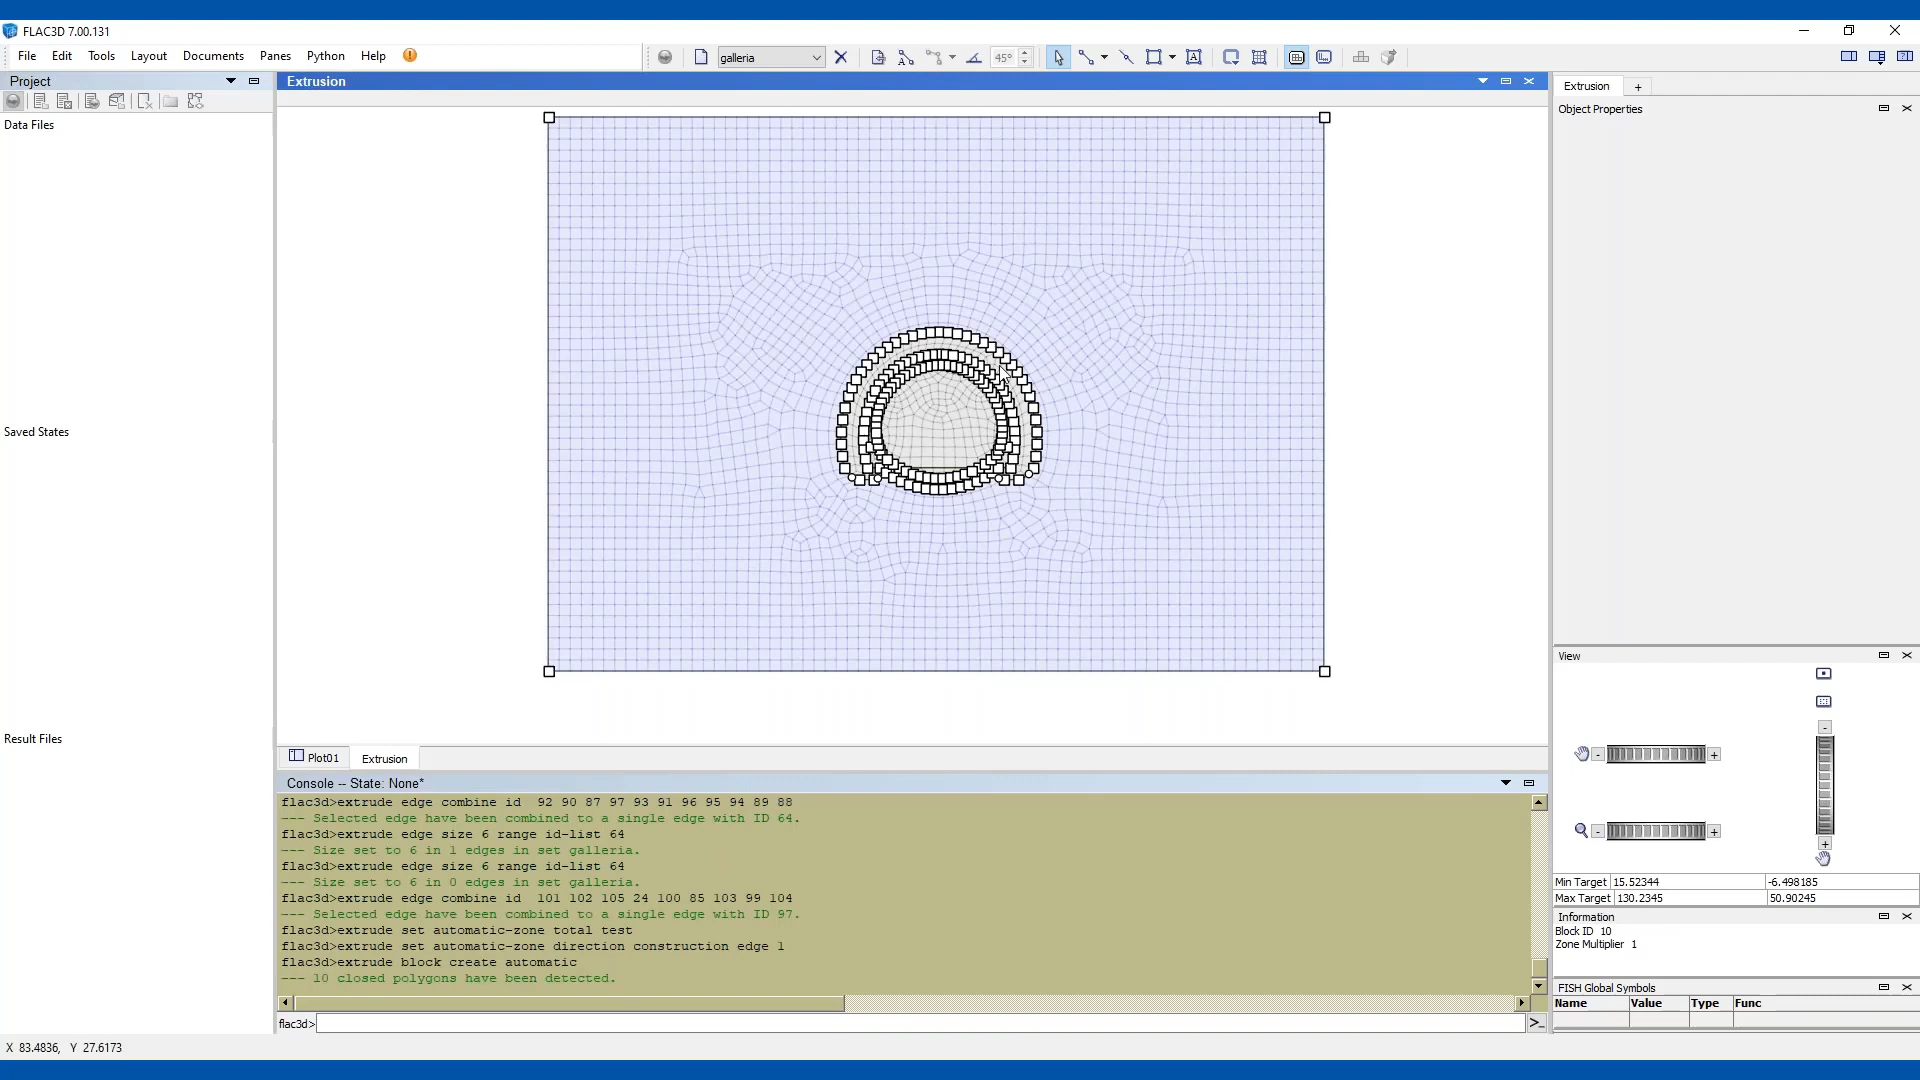 FLAC3D 7.00.131
File Edit Tools Layout Documents Panes Python Help
galleria
45°
Project
Extrusion
Extrusion +
Object Properties
Data Files
Saved States
Result Files
Plot01
Extrusion
Console -- State: None*
flac3d>extrude edge combine id  92 90 87 97 93 91 96 95 94 89 88
--- Selected edge have been combined to a single edge with ID 64.
flac3d>extrude edge size 6 range id-list 64
--- Size set to 6 in 1 edges in set galleria.
flac3d>extrude edge size 6 range id-list 64
--- Size set to 6 in 0 edges in set galleria.
flac3d>extrude edge combine id  101 102 105 24 100 85 103 99 104
--- Selected edge have been combined to a single edge with ID 97.
flac3d>extrude set automatic-zone total test
flac3d>extrude set automatic-zone direction construction edge 1
flac3d>extrude block create automatic
--- 10 closed polygons have been detected.
flac3d>
View
Min Target 15.52344 -6.498185
Max Target 130.2345 50.90245
Information
Block ID 10
Zone Multiplier 1
FISH Global Symbols
Name Value Type Func
X 83.4836, Y 27.6173